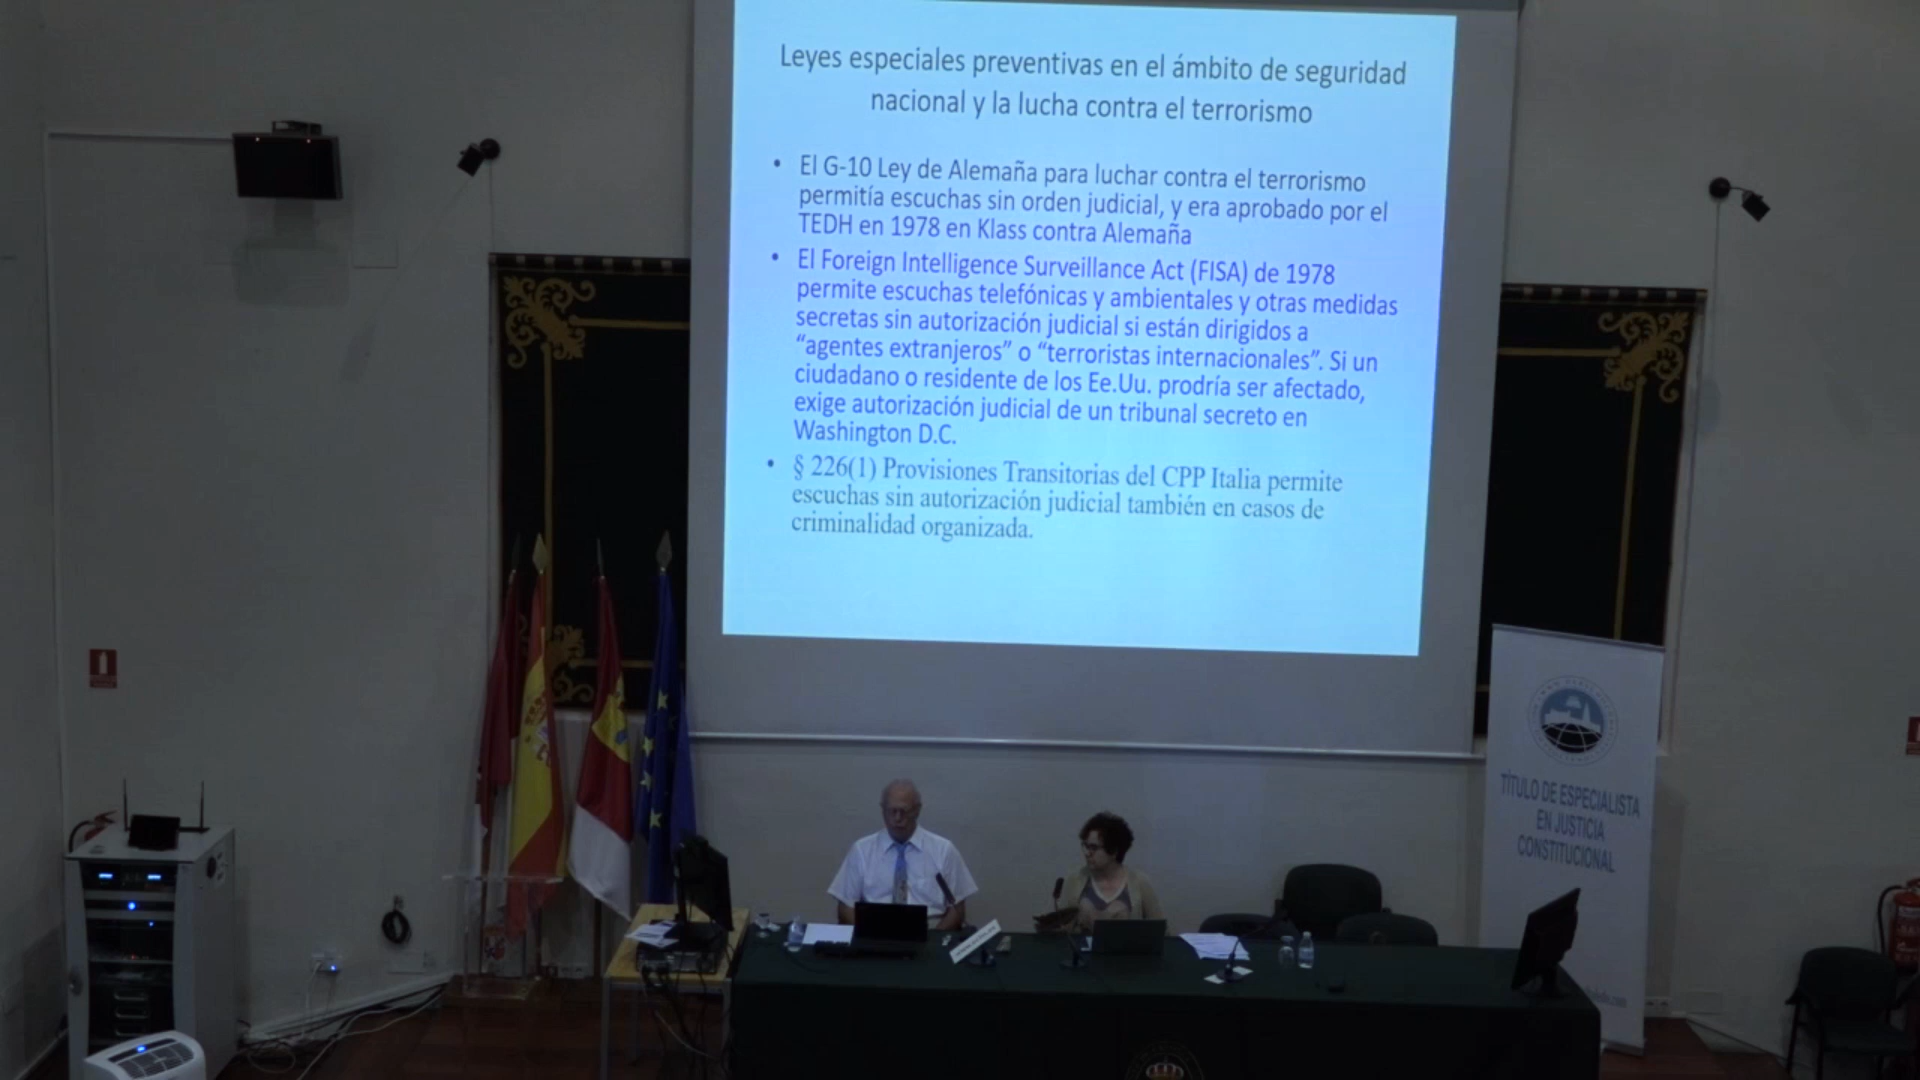 Leyes especiales preventivas en el ámbito de seguridad
nacional y la lucha contra el terrorismo
• El G-10 Ley de Alemaña para luchar contra el terrorismo
permitía escuchas sin orden judicial, y era aprobado por el
TEDH en 1978 en Klass contra Alemaña
• El Foreign Intelligence Surveillance Act (FISA) de 1978
permite escuchas telefónicas y ambientales y otras medidas
secretas sin autorización judicial si están dirigidos a
“agentes extranjeros” o “terroristas internacionales”. Si un
ciudadano o residente de los Ee.Uu. prodría ser afectado,
exige autorización judicial de un tribunal secreto en
Washington D.C.
• § 226(1) Provisiones Transitorias del CPP Italia permite
escuchas sin autorización judicial también en casos de
criminalidad organizada.
TÍTULO DE ESPECIALISTA
EN JUSTICIA
CONSTITUCIONAL